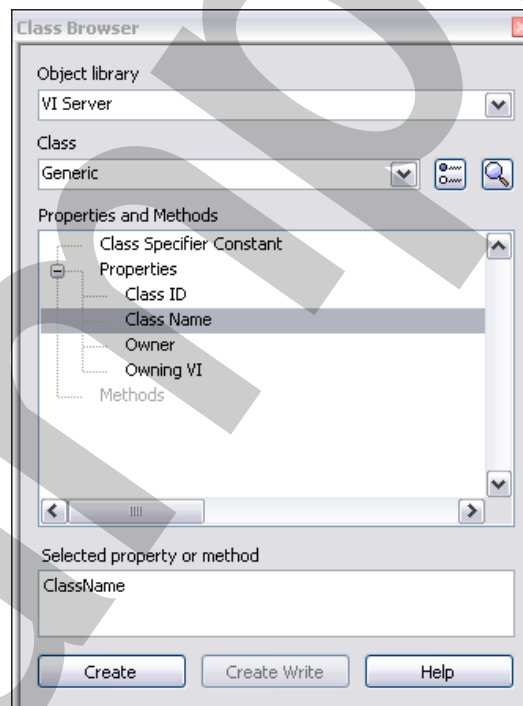 Class Browser
Object library
VI Server
Class
Generic
Properties and Methods
Class Specifier Constant
Properties
Class ID
Class Name
Owner
Owning VI
Methods
Selected property or method
ClassName
Create Create Write Help